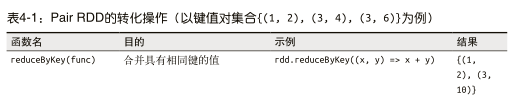 表4-1：Pair RDD的转化操作（以键值对集合{(1, 2), (3, 4), (3, 6)}为例）
函数名 目的 示例 结果
reduceByKey(func) 合并具有相同键的值 rdd.reduceByKey((x, y) => x + y) {(1,
2), (3,
10)}